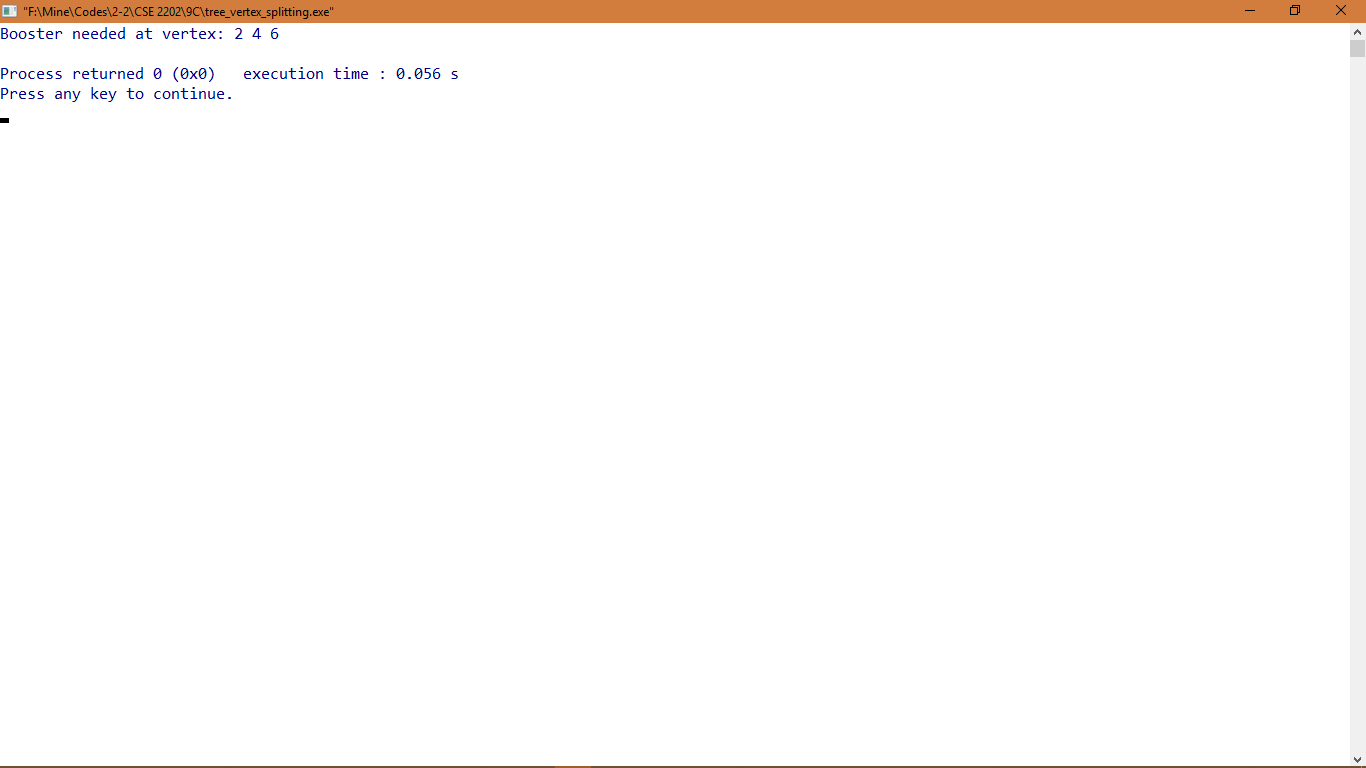 "F:\Mine\Codes\2-2\CSE 2202\9C\tree_vertex_splitting.exe"
Booster needed at vertex: 2 4 6
Process returned 0 (0x0)   execution time : 0.056 s
Press any key to continue.